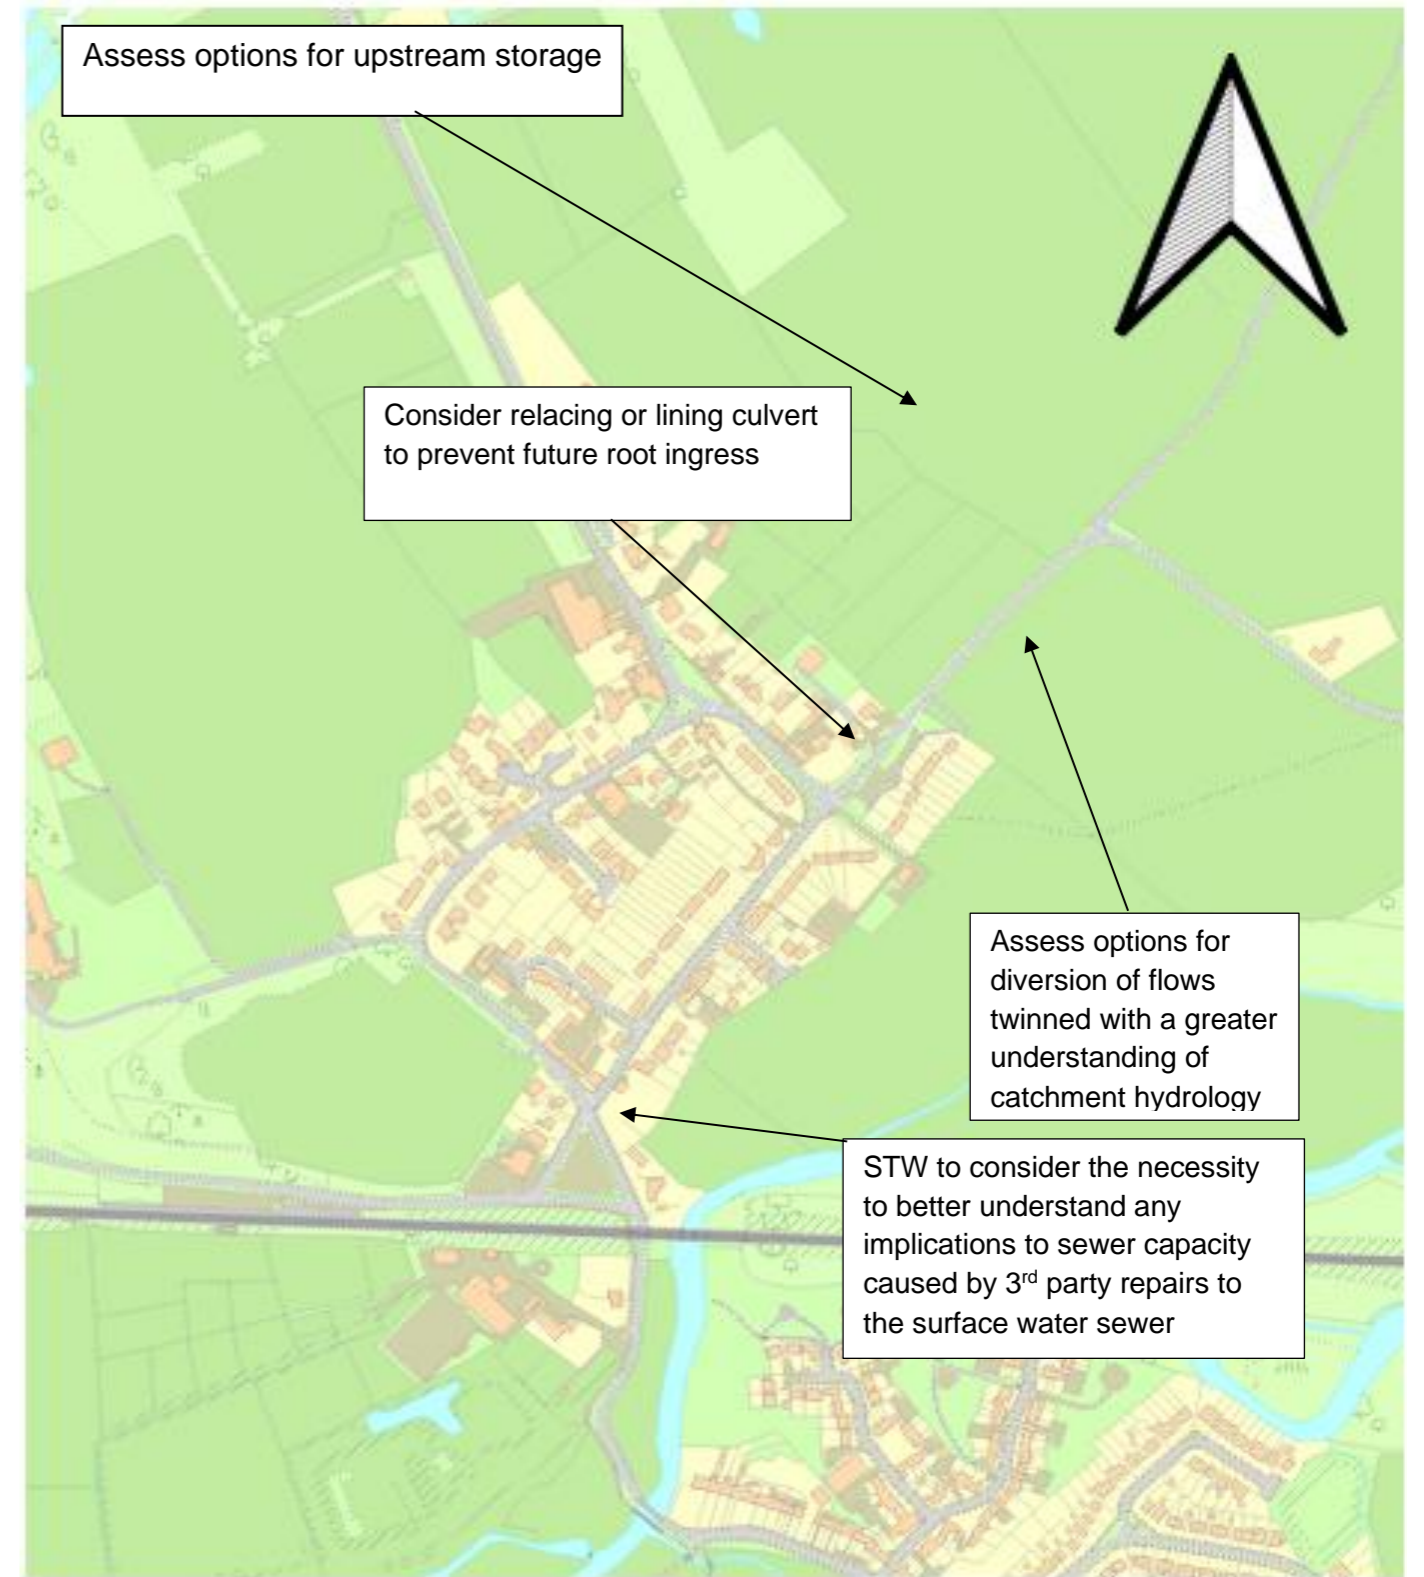 Assess options for upstream storage
Consider relacing or lining culvert
to prevent future root ingress
Assess options for
diversion of flows
twinned with a greater
understanding of
catchment hydrology
STW to consider the necessity
to better understand any
implications to sewer capacity
caused by 3rd party repairs to
the surface water sewer